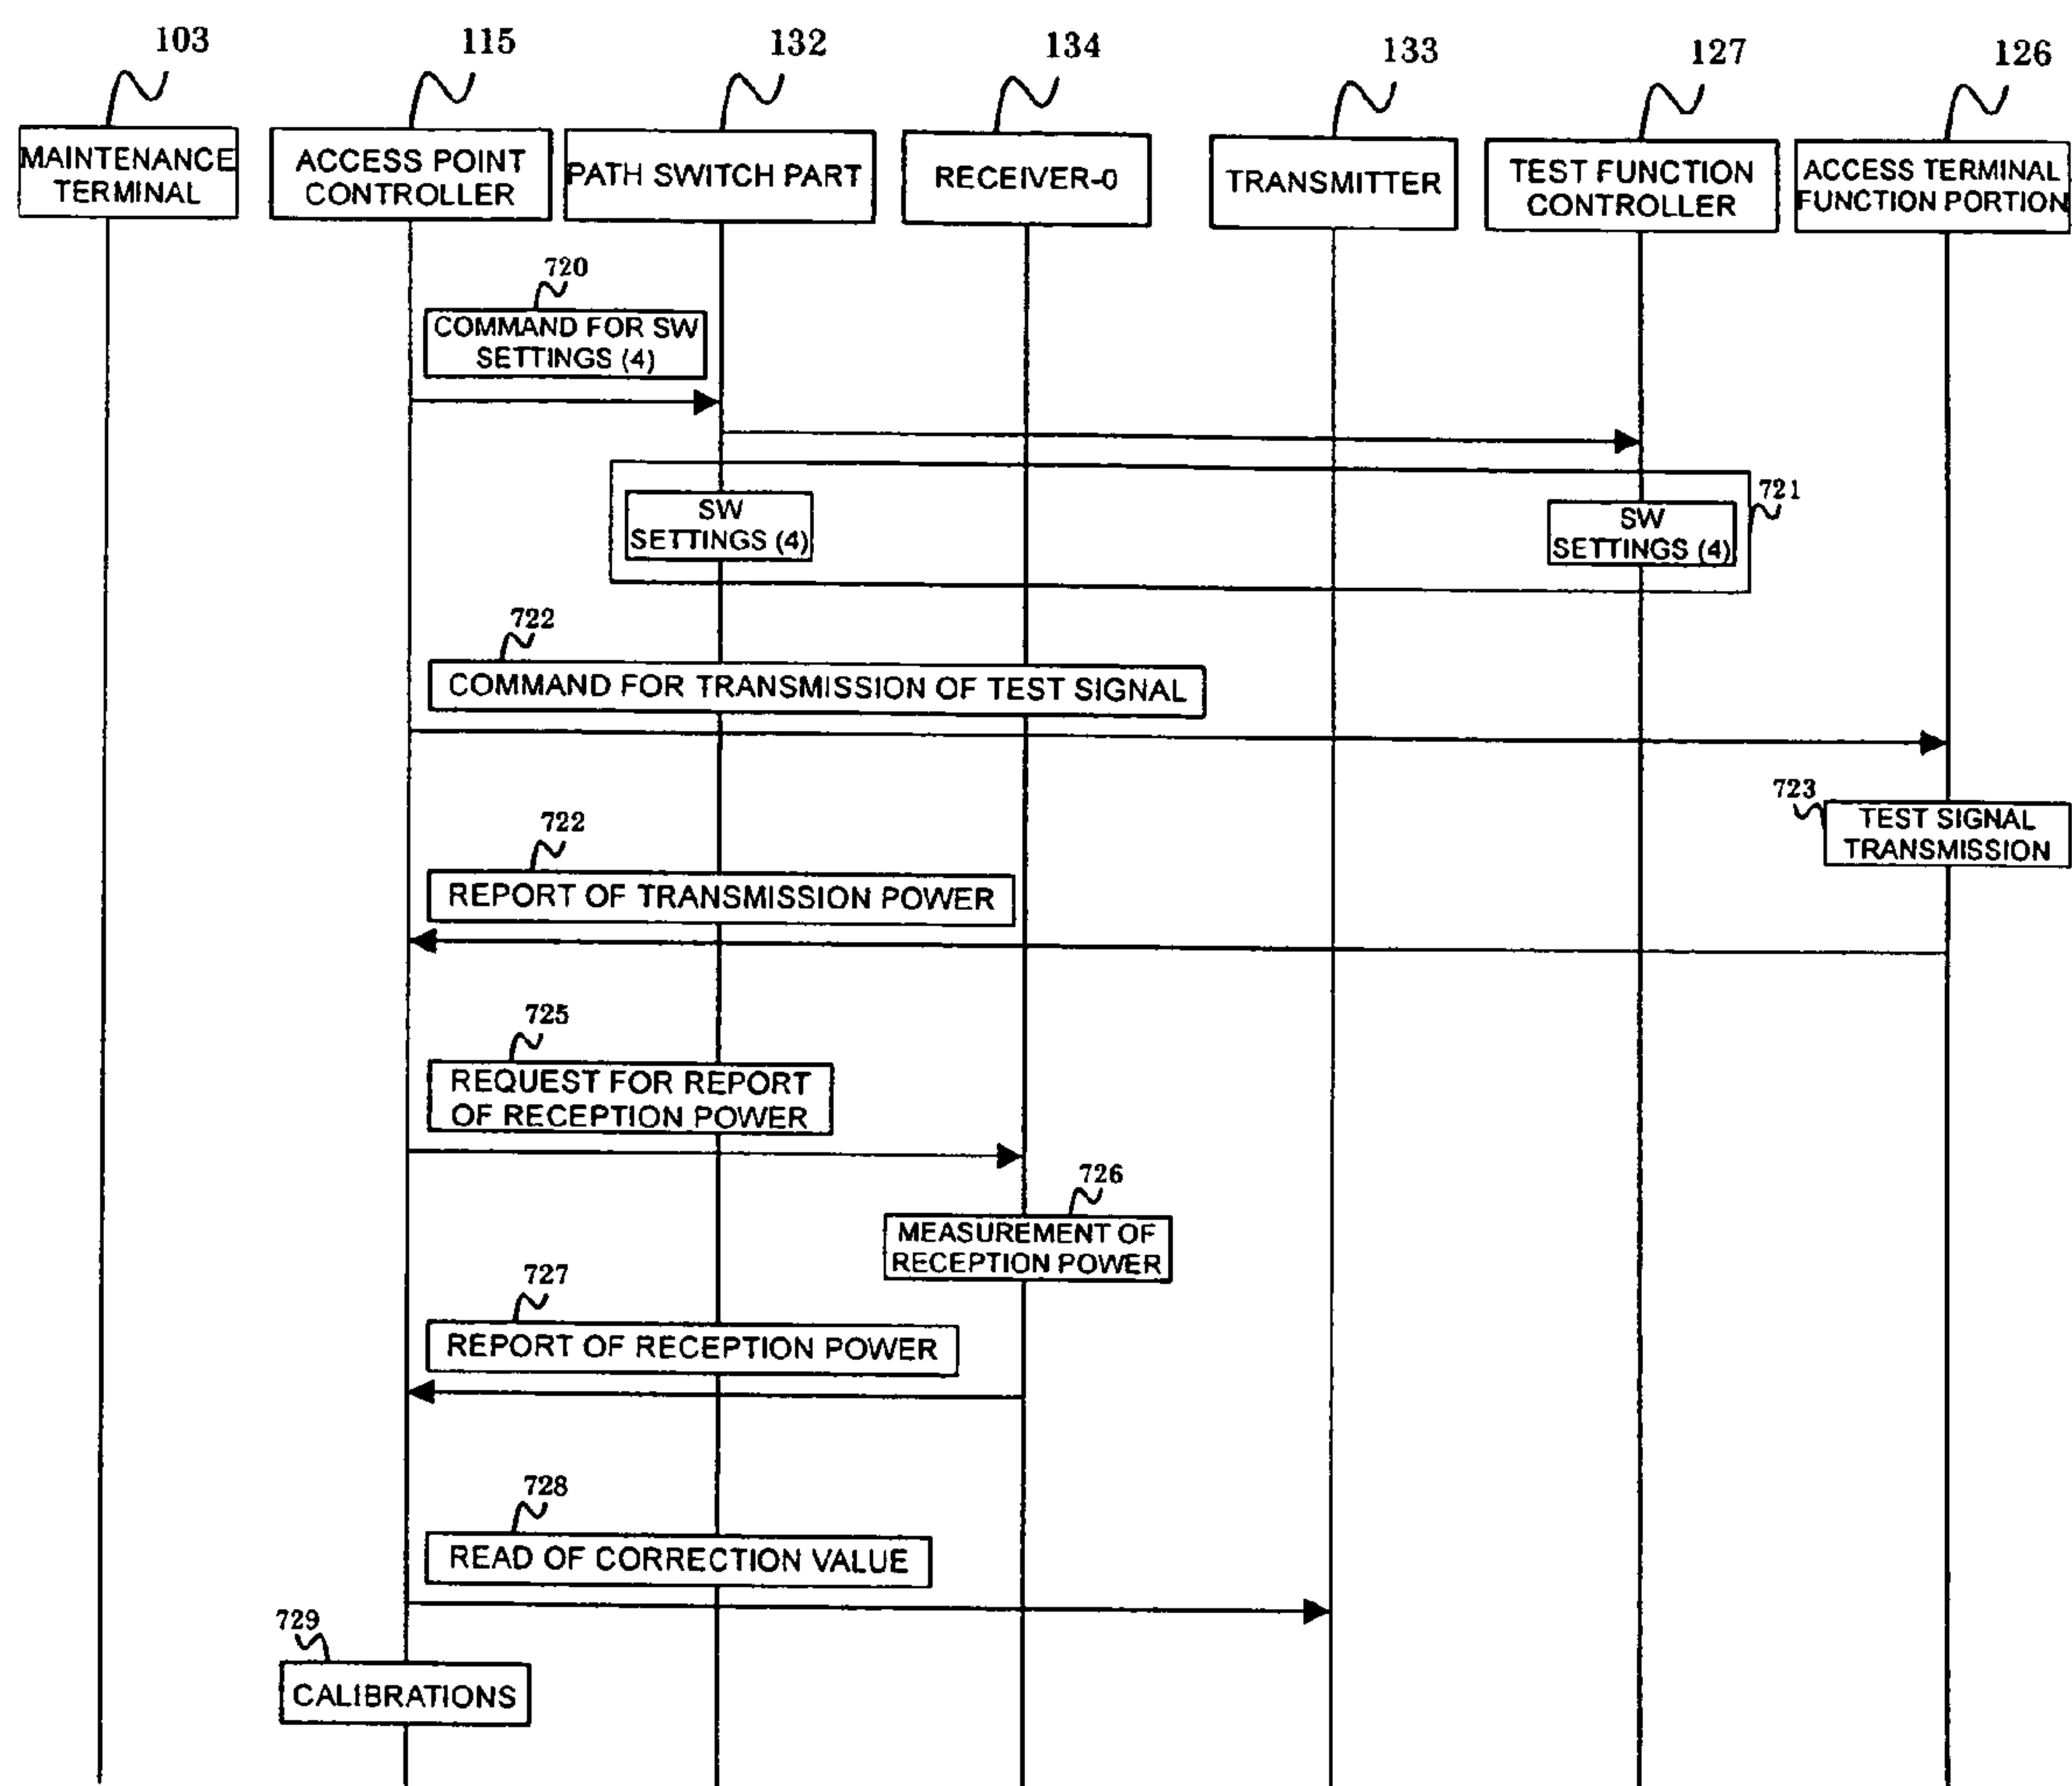 103
115
132
134
133
127
126
MAINTENANCE
TERMINAL
ACCESS POINT
CONTROLLER
PATH SWITCH PART
RECEIVER-0
TRANSMITTER
TEST FUNCTION
CONTROLLER
ACCESS TERMINAL
FUNCTION PORTION
720
COMMAND FOR SW
SETTINGS (4)
SW
SETTINGS (4)
SW
SETTINGS (4)
721
722
COMMAND FOR TRANSMISSION OF TEST SIGNAL
723
TEST SIGNAL
TRANSMISSION
722
REPORT OF TRANSMISSION POWER
725
REQUEST FOR REPORT
OF RECEPTION POWER
726
MEASUREMENT OF
RECEPTION POWER
727
REPORT OF RECEPTION POWER
728
READ OF CORRECTION VALUE
729
CALIBRATIONS